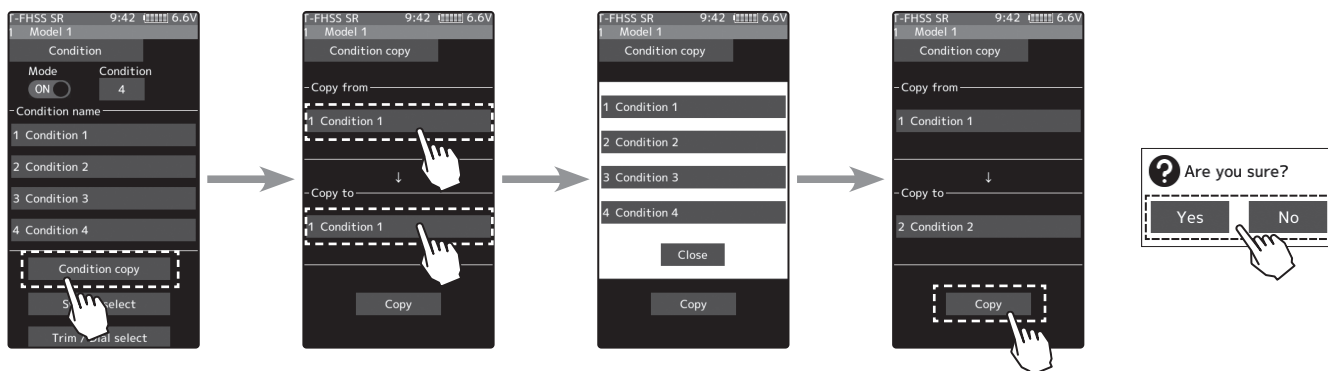 T-FHSS SR 9:42 6.6V
1 Model 1
Condition
Mode Condition
ON 4
Condition name
1 Condition 1
2 Condition 2
3 Condition 3
4 Condition 4
Condition copy
select
Trim / Dial select
T-FHSS SR 9:42 6.6V
1 Model 1
Condition copy
Copy from
1 Condition 1
↓
Copy to
1 Condition 1
Copy
T-FHSS SR 9:42 6.6V
1 Model 1
Condition copy
1 Condition 1
2 Condition 2
3 Condition 3
4 Condition 4
Close
Copy
T-FHSS SR 9:42 6.6V
1 Model 1
Condition copy
Copy from
1 Condition 1
↓
Copy to
2 Condition 2
Copy
? Are you sure?
Yes No